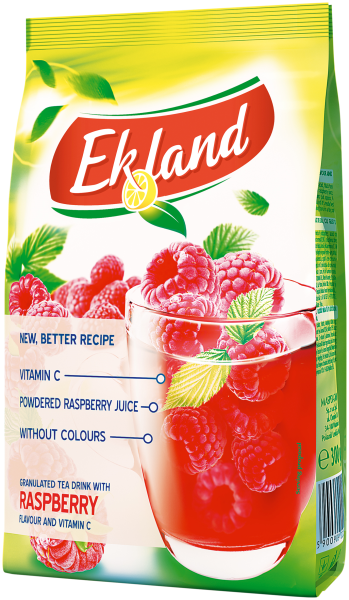 Ekland
NEW, BETTER RECIPE
VITAMIN C
POWDERED RASPBERRY JUICE
WITHOUT COLOURS
GRANULATED TEA DRINK WITH
RASPBERRY
FLAVOUR AND VITAMIN C